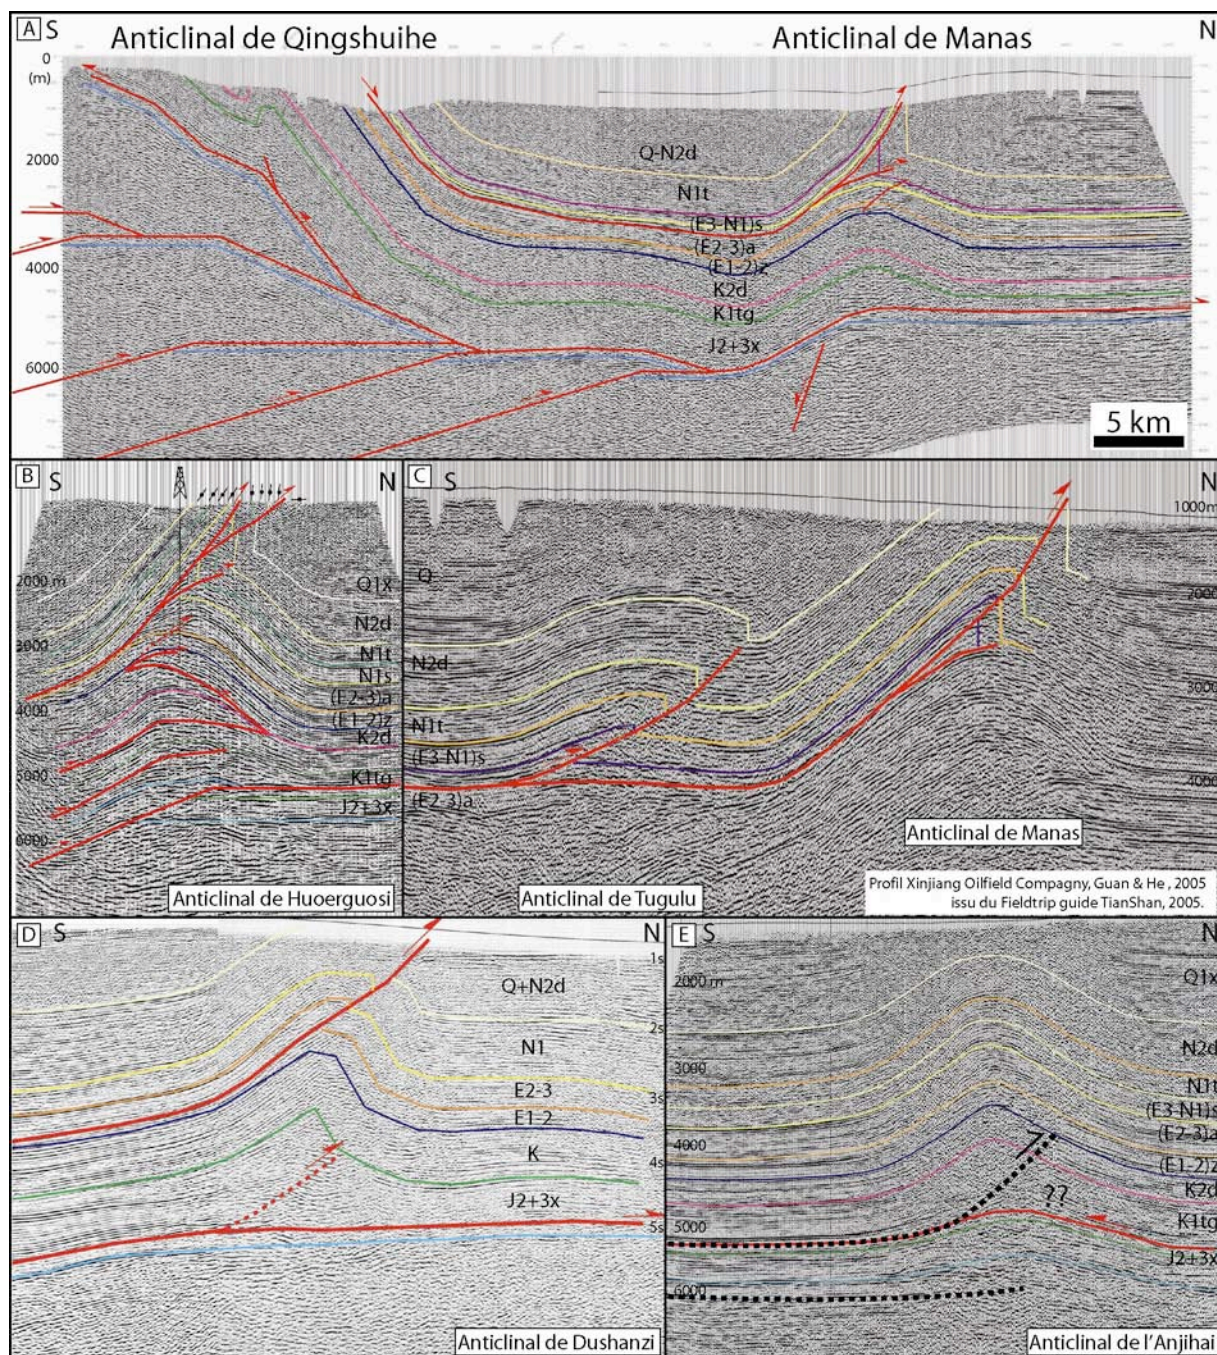 A
S
Anticlinal de Qingshuihe
Anticlinal de Manas
N
0
(m)
2000
4000
6000
Q-N2d
N1t
(E3-N1)s
(E2-3)a
(E1-2)z
K2d
K1tg
J2+3x
5 km
B
S
N
2000 m
3000
4000
5000
6000
Q1x
N2d
N1t
N1s
(E2-3)a
(E1-2)z
K2d
K1tg
J2+3x
Anticlinal de Huoerguosi
C
S
N
1000m
2000
3000
4000
Q
N2d
N1t
(E3-N1)s
(E2-3)a
Anticlinal de Manas
Anticlinal de Tugulu
Profil Xinjiang Oilfield Compagny, Guan & He , 2005
issu du Fieldtrip guide TianShan, 2005.
D
S
N
1s
2s
3s
4s
5s
Q+N2d
N1
E2-3
E1-2
K
J2+3x
Anticlinal de Dushanzi
E
S
N
2000 m
3000
4000
5000
6000
Q1x
N2d
N1t
(E3-N1)s
(E2-3)a
(E1-2)z
K2d
??
K1tg
J2+3x
Anticlinal de l'Anjihai